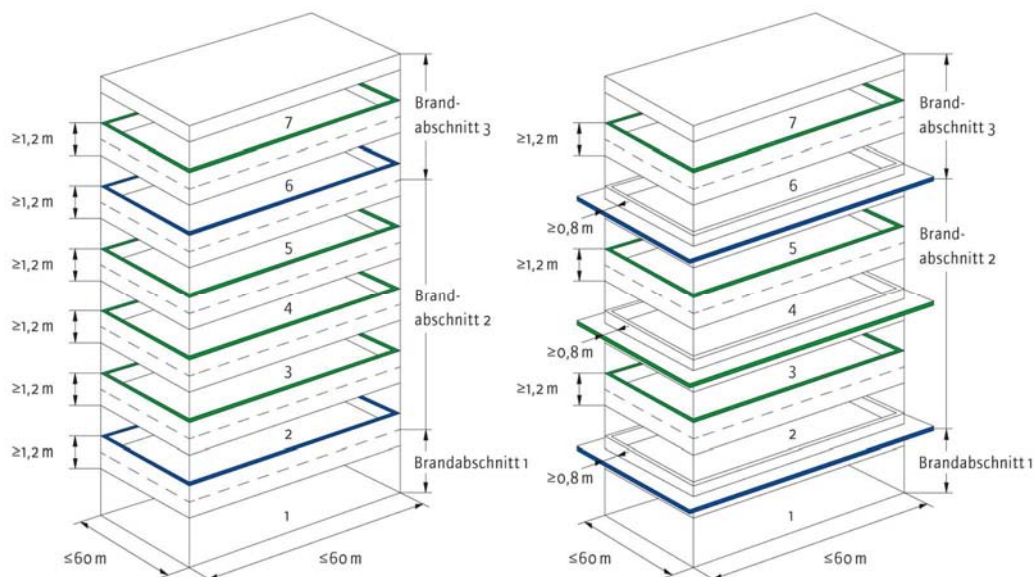 Brand-
abschnitt 3
7
≥1,2 m
6
≥1,2 m
5
≥1,2 m
Brand-
abschnitt 2
4
≥1,2 m
3
≥1,2 m
2
≥1,2 m
Brandabschnitt 1
1
≤60 m
≤60 m
Brand-
abschnitt 3
7
≥1,2 m
6
≥0,8 m
Brand-
abschnitt 2
5
≥1,2 m
4
≥0,8 m
3
≥1,2 m
2
Brandabschnitt 1
≥0,8 m
1
≤60 m
≤60 m